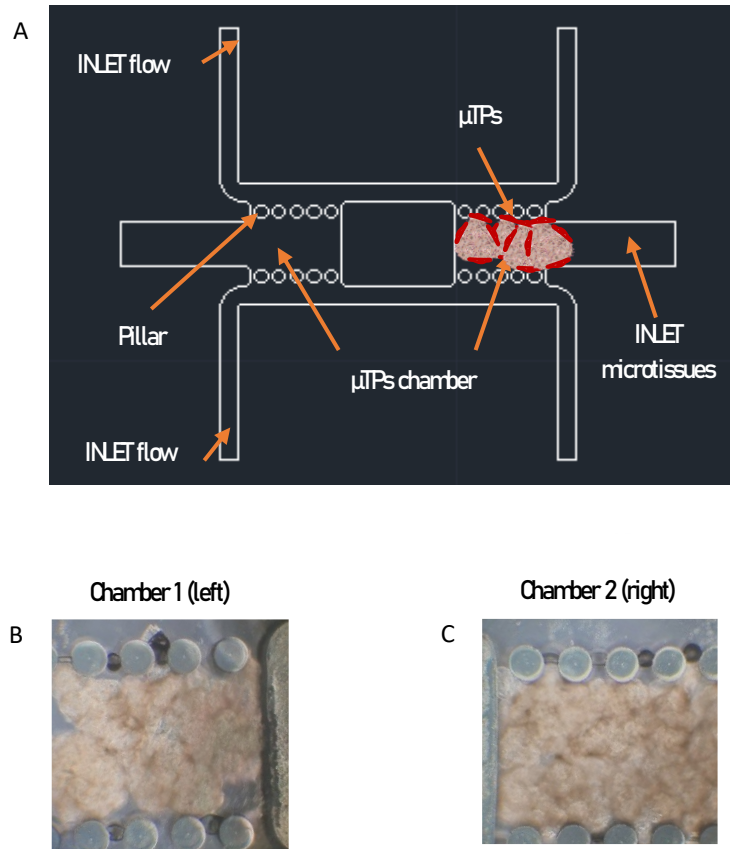 A
INLET flow
µTPs
Pillar
INLET
microtissues
µTPs chamber
INLET flow
Chamber 1 (left)
Chamber 2 (right)
B
C